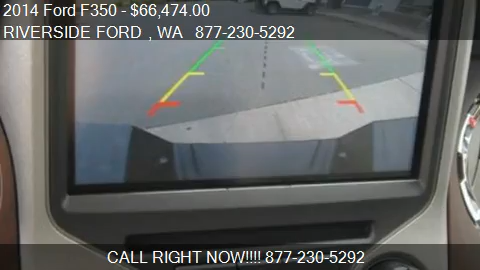 2014 Ford F350 - $66,474.00
RIVERSIDE FORD , WA 877-230-5292
CALL RIGHT NOW!!!! 877-230-5292